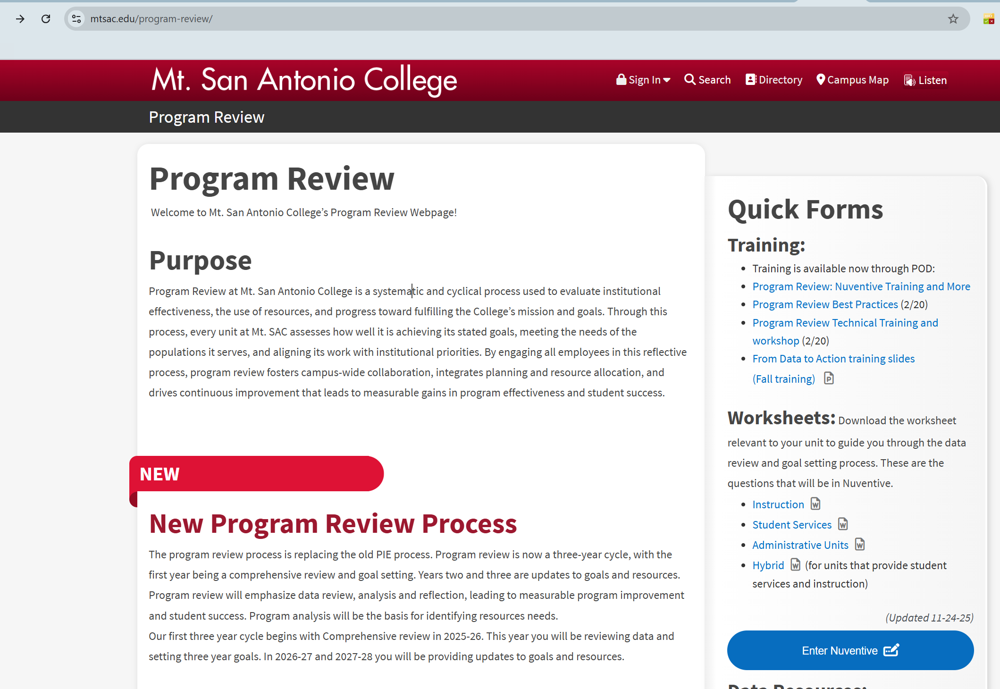 mtsac.edu/program-review/
Mt. San Antonio College
Sign In
Search
Directory
Campus Map
Listen
Program Review
Program Review
Welcome to Mt. San Antonio College’s Program Review Webpage!
Purpose
Program Review at Mt. San Antonio College is a systematic and cyclical process used to evaluate institutional
effectiveness, the use of resources, and progress toward fulfilling the College’s mission and goals. Through this
process, every unit at Mt. SAC assesses how well it is achieving its stated goals, meeting the needs of the
populations it serves, and aligning its work with institutional priorities. By engaging all employees in this reflective
process, program review fosters campus-wide collaboration, integrates planning and resource allocation, and
drives continuous improvement that leads to measurable gains in program effectiveness and student success.
NEW
New Program Review Process
The program review process is replacing the old PIE process. Program review is now a three-year cycle, with the
first year being a comprehensive review and goal setting. Years two and three are updates to goals and resources.
Program review will emphasize data review, analysis and reflection, leading to measurable program improvement
and student success. Program analysis will be the basis for identifying resources needs.
Our first three year cycle begins with Comprehensive review in 2025-26. This year you will be reviewing data and
setting three year goals. In 2026-27 and 2027-28 you will be providing updates to goals and resources.
Quick Forms
Training:
Training is available now through POD:
Program Review: Nuventive Training and More
Program Review Best Practices (2/20)
Program Review Technical Training and
workshop (2/20)
From Data to Action training slides
(Fall training)
Worksheets: Download the worksheet
relevant to your unit to guide you through the data
review and goal setting process. These are the
questions that will be in Nuventive.
Instruction
Student Services
Administrative Units
Hybrid (for units that provide student
services and instruction)
(Updated 11-24-25)
Enter Nuventive
Data Resources: